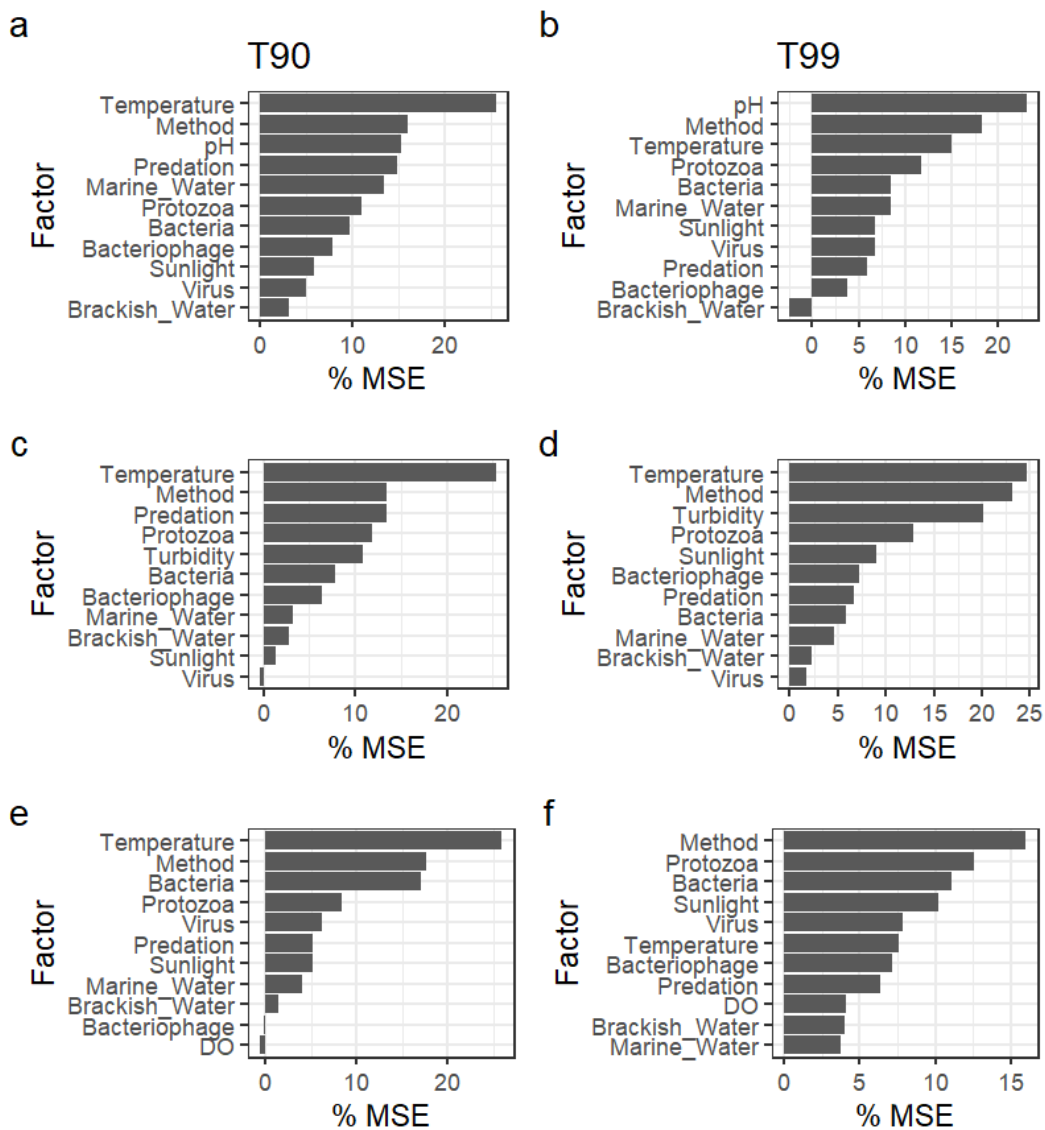 a
T90
Factor
Temperature
Method
pH
Predation
Marine_Water
Protozoa
Bacteria
Bacteriophage
Sunlight
Virus
Brackish_Water
0 10 20
% MSE
b
T99
Factor
pH
Method
Temperature
Protozoa
Bacteria
Marine_Water
Sunlight
Virus
Predation
Bacteriophage
Brackish_Water
0 5 10 15 20
% MSE
c
Factor
Temperature
Method
Predation
Protozoa
Turbidity
Bacteria
Bacteriophage
Marine_Water
Brackish_Water
Sunlight
Virus
0 10 20
% MSE
d
Factor
Temperature
Method
Turbidity
Protozoa
Sunlight
Bacteriophage
Predation
Bacteria
Marine_Water
Brackish_Water
Virus
0 5 10 15 20 25
% MSE
e
Factor
Temperature
Method
Bacteria
Protozoa
Virus
Predation
Sunlight
Marine_Water
Brackish_Water
Bacteriophage
DO
0 10 20
% MSE
f
Factor
Method
Protozoa
Bacteria
Sunlight
Virus
Temperature
Bacteriophage
Predation
DO
Brackish_Water
Marine_Water
0 5 10 15
% MSE